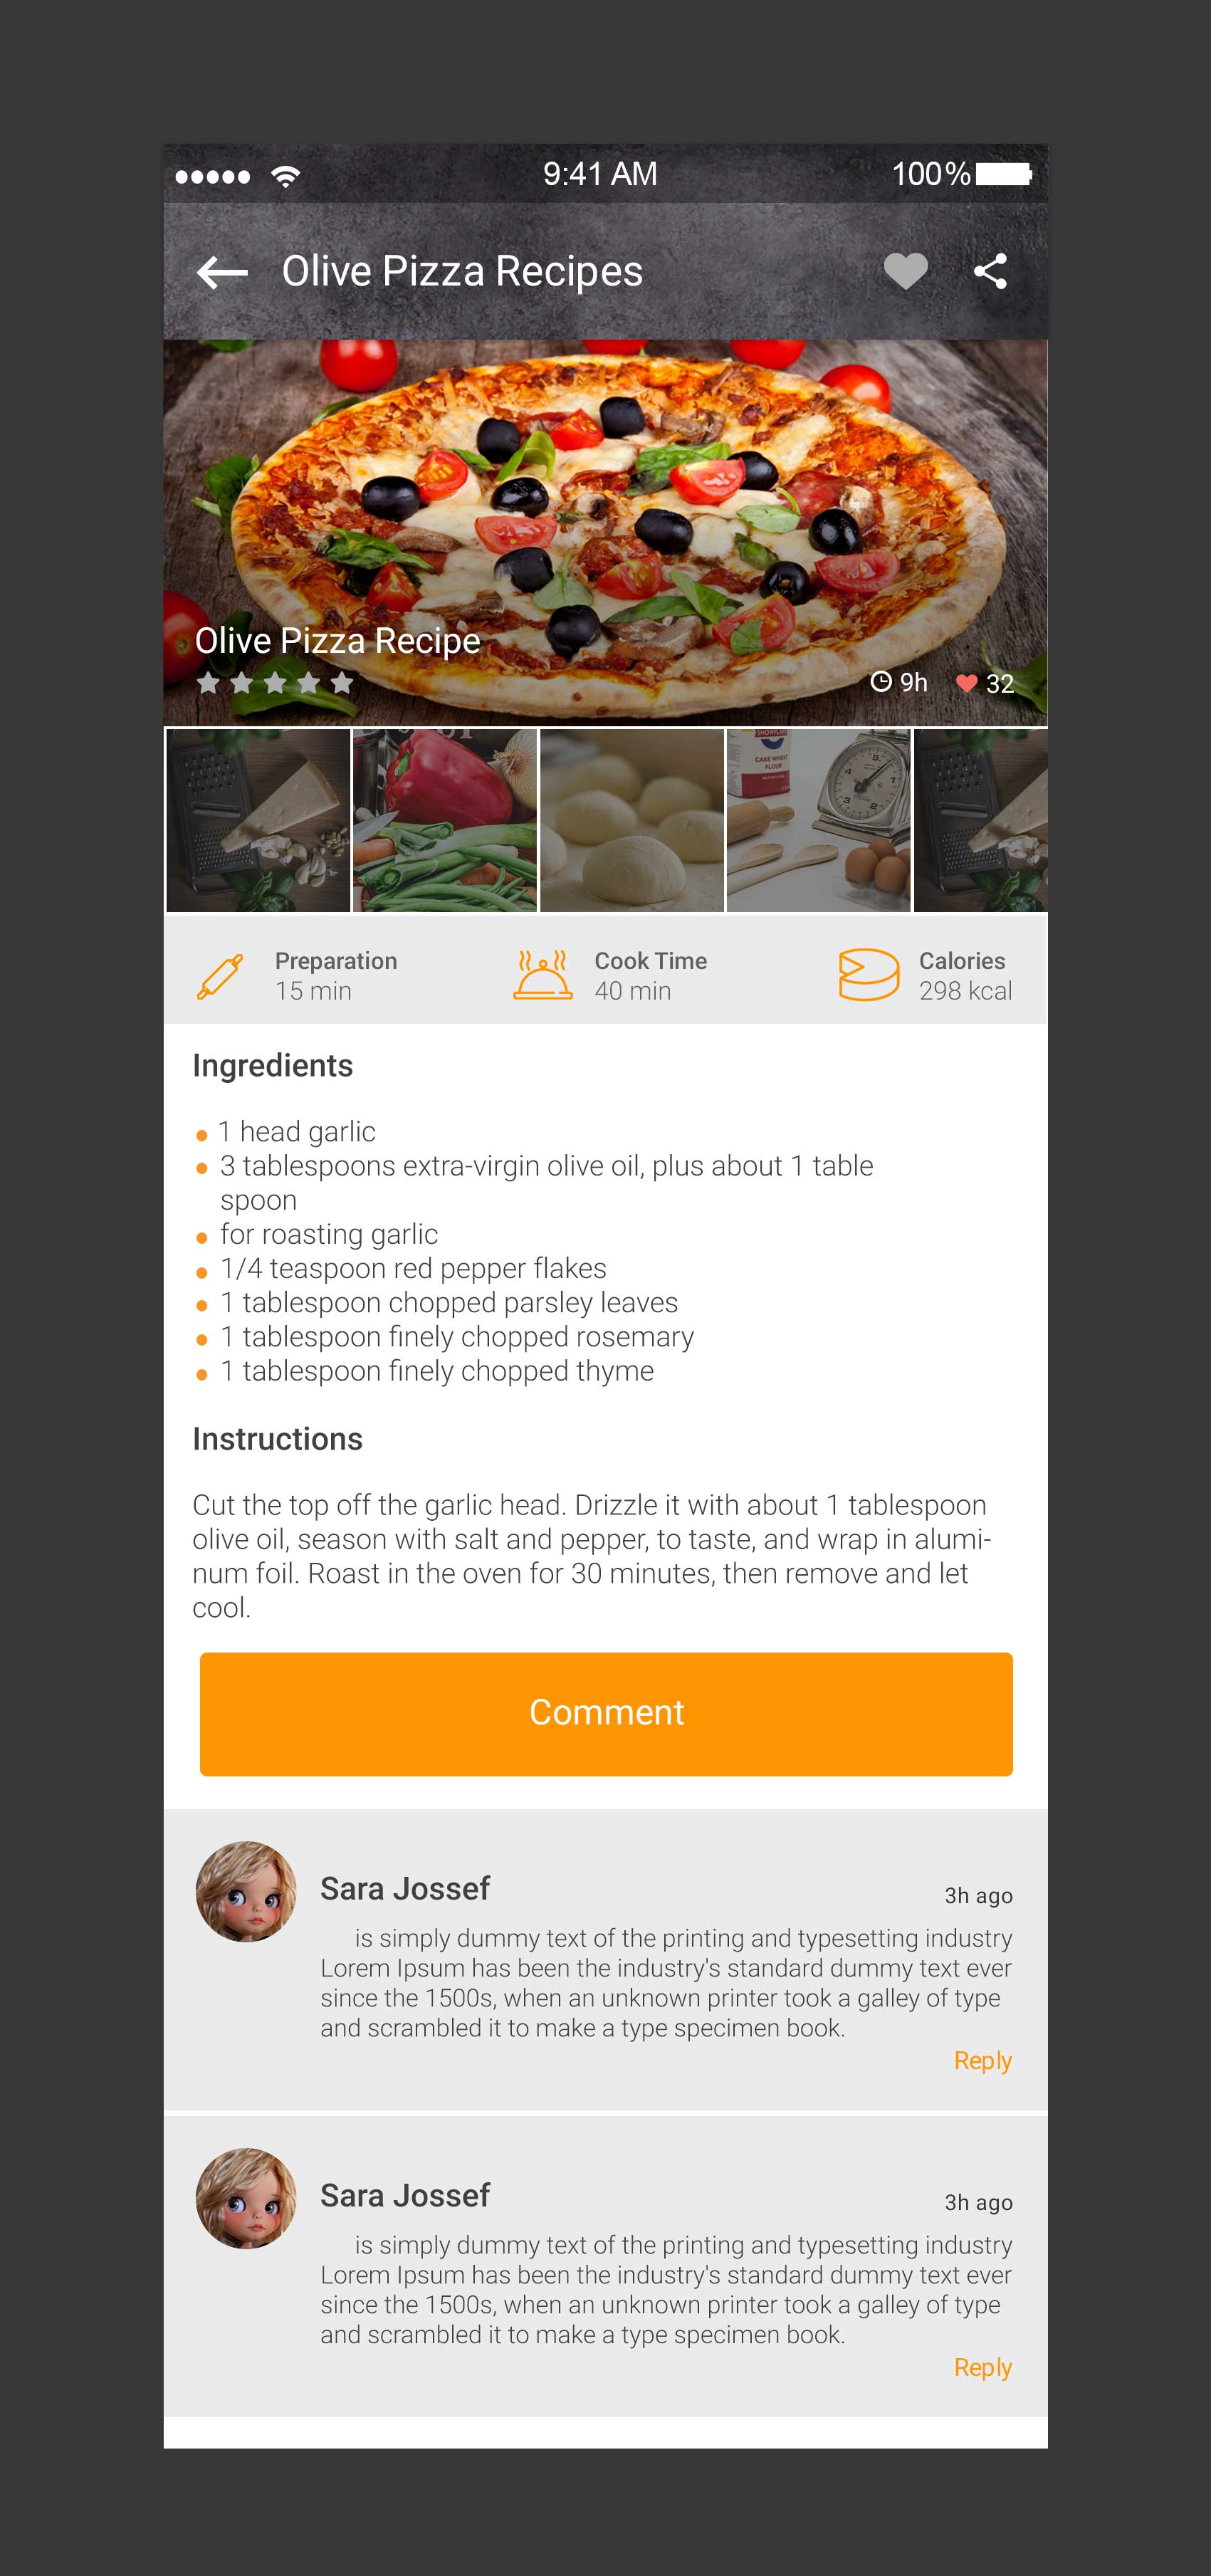 9:41 AM
100%
Olive Pizza Recipes
Olive Pizza Recipe
9h
32
CAKE WHEAT
FLOUR
Preparation
15 min
Cook Time
40 min
Calories
298 kcal
Ingredients
1 head garlic
3 tablespoons extra-virgin olive oil, plus about 1 table
spoon
for roasting garlic
1/4 teaspoon red pepper flakes
1 tablespoon chopped parsley leaves
1 tablespoon finely chopped rosemary
1 tablespoon finely chopped thyme
Instructions
Cut the top off the garlic head. Drizzle it with about 1 tablespoon
olive oil, season with salt and pepper, to taste, and wrap in alumi-
num foil. Roast in the oven for 30 minutes, then remove and let
cool.
Comment
Sara Jossef
3h ago
is simply dummy text of the printing and typesetting industry
Lorem Ipsum has been the industry's standard dummy text ever
since the 1500s, when an unknown printer took a galley of type
and scrambled it to make a type specimen book.
Reply
Sara Jossef
3h ago
is simply dummy text of the printing and typesetting industry
Lorem Ipsum has been the industry's standard dummy text ever
since the 1500s, when an unknown printer took a galley of type
and scrambled it to make a type specimen book.
Reply